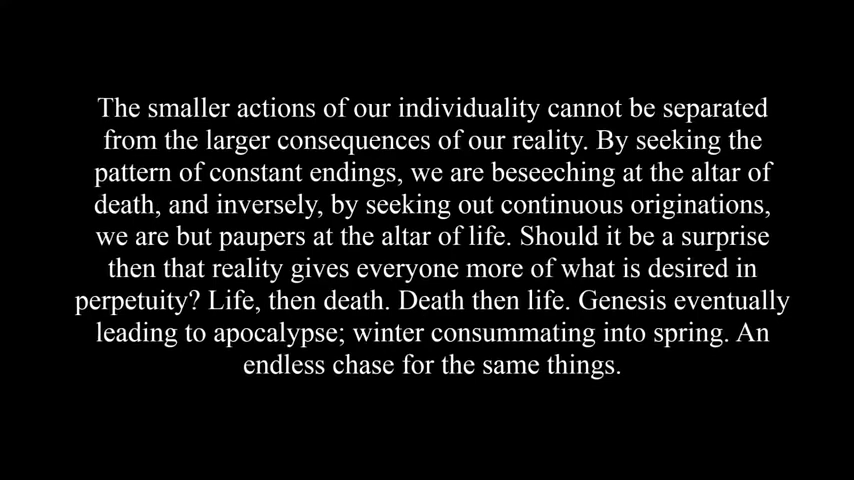 The smaller actions of our individuality cannot be separated
from the larger consequences of our reality. By seeking the
pattern of constant endings, we are beseeching at the altar of
death, and inversely, by seeking out continuous originations,
we are but paupers at the altar of life. Should it be a surprise
then that reality gives everyone more of what is desired in
perpetuity? Life, then death. Death then life. Genesis eventually
leading to apocalypse; winter consummating into spring. An
endless chase for the same things.